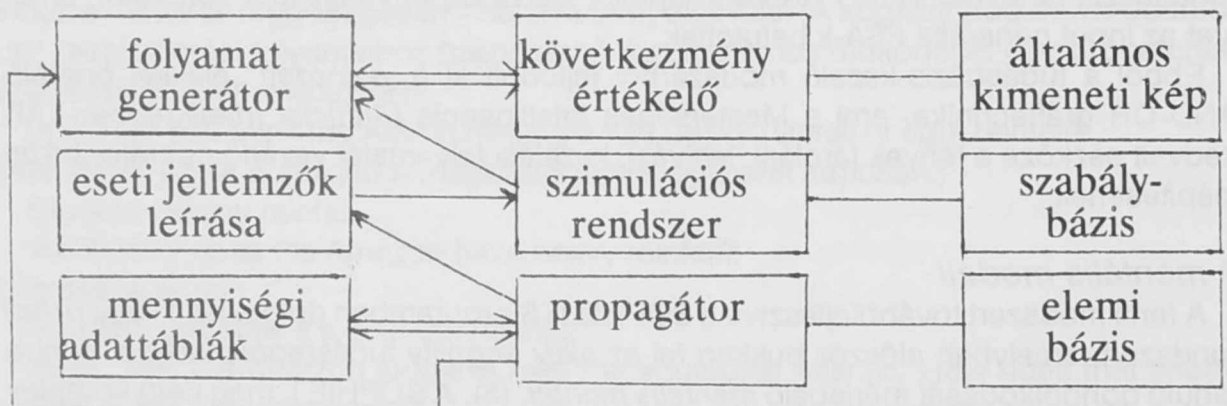 folyamat
generátor
következmény
értékelő
általános
kimeneti kép
eseti jellemzők
leírása
szimulációs
rendszer
szabály-
bázis
mennyiségi
adattáblák
propagátor
elemi
bázis